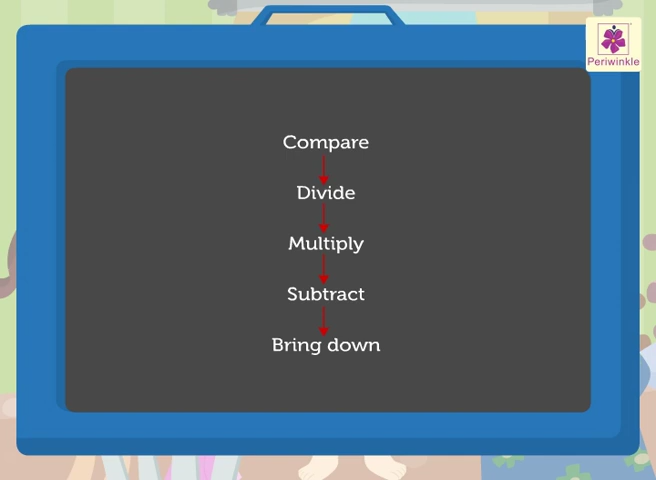 Periwinkle
Compare
Divide
Multiply
Subtract
Bring down